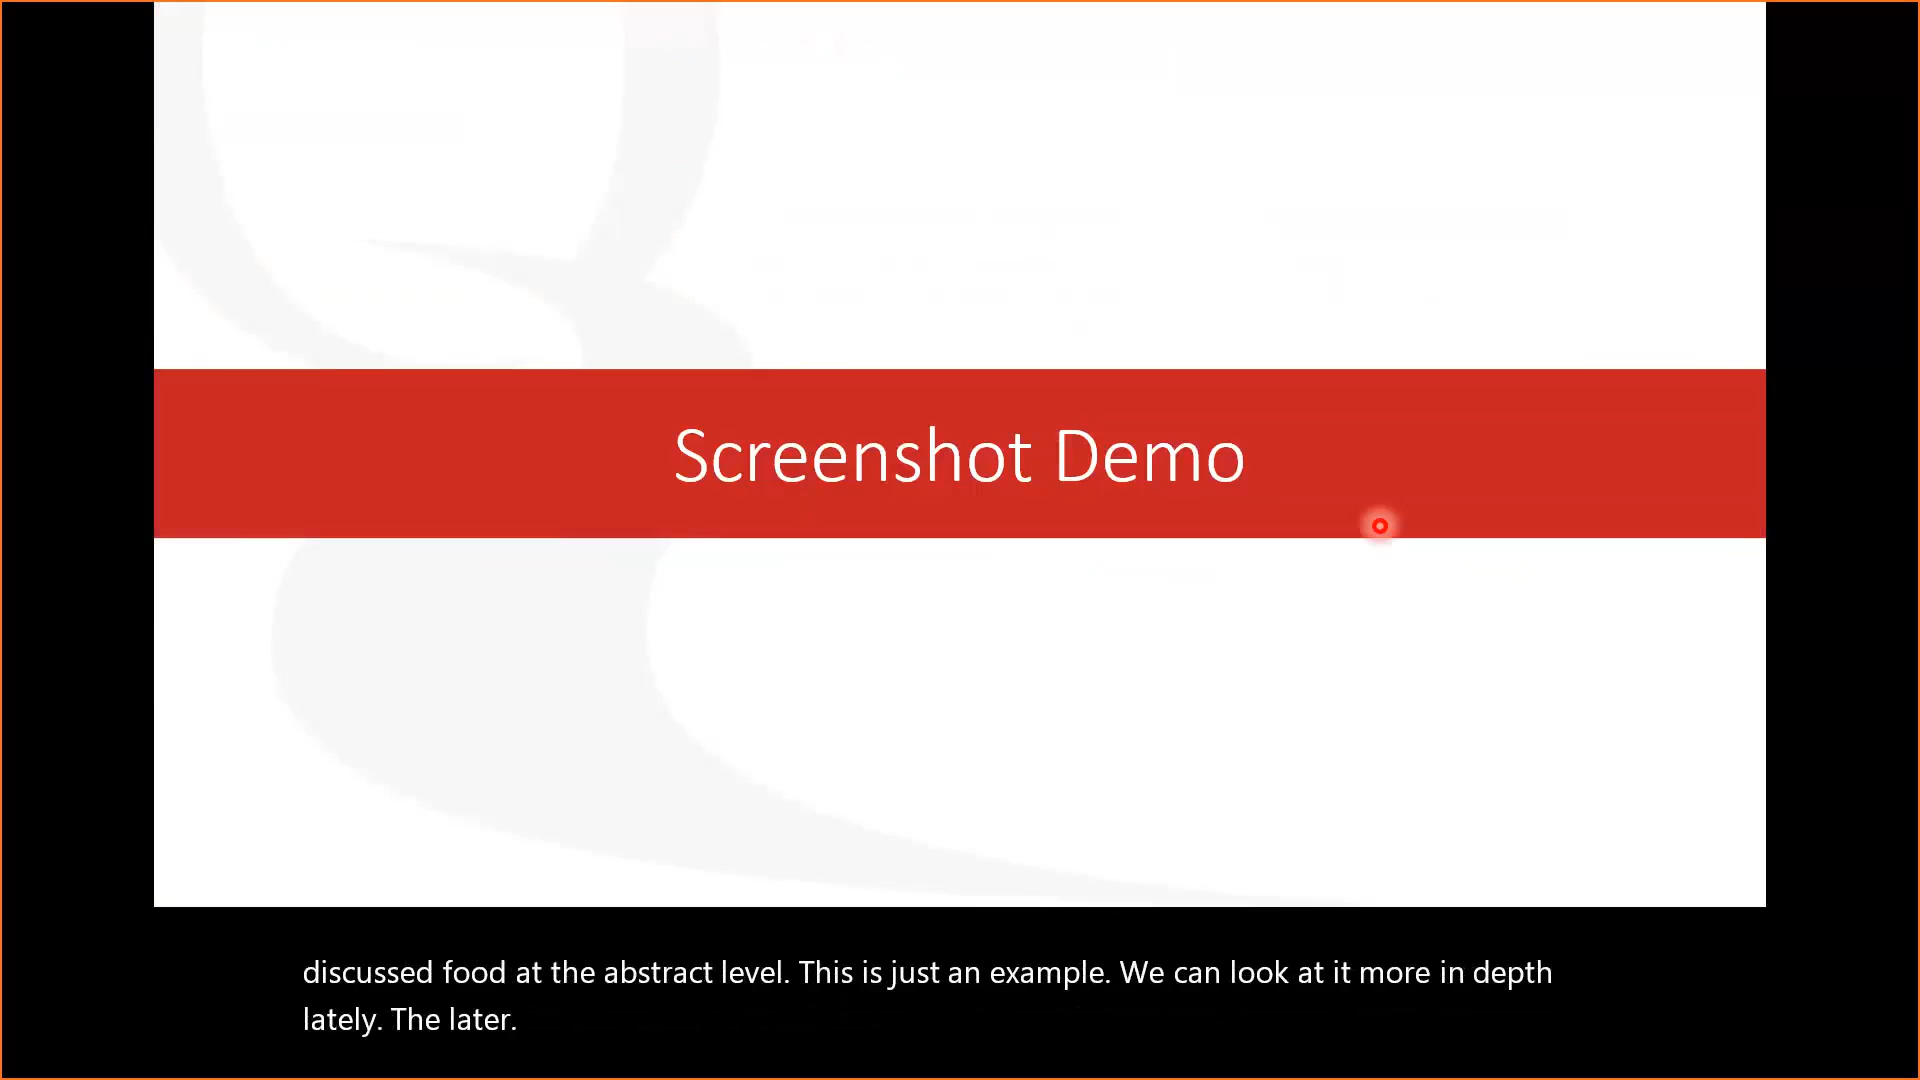 Screenshot Demo
discussed food at the abstract level. This is just an example. We can look at it more in depth
lately. The later.